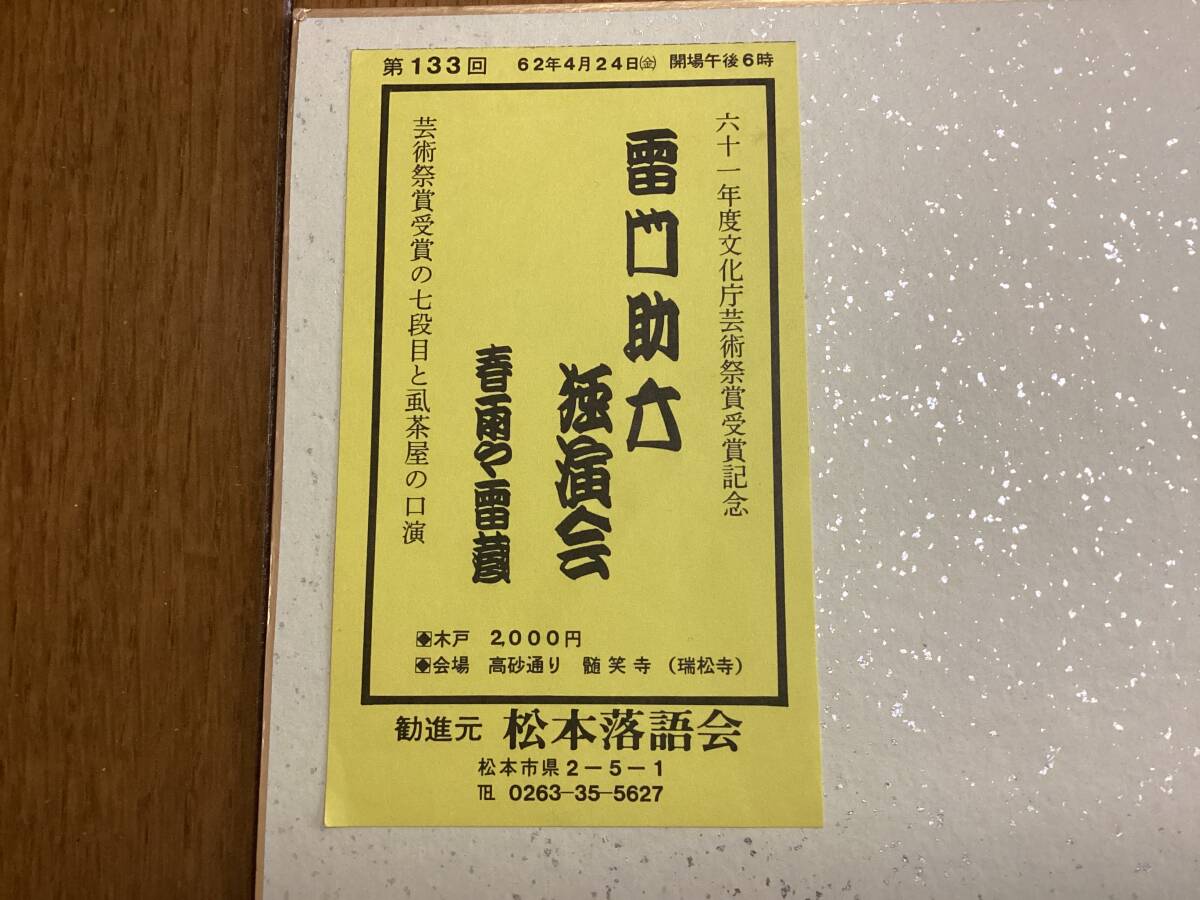 第133回 62年4月24日㈮ 開場午後6時
六十一年度文化庁芸術祭賞受賞記念
雷門助六
独演会
春雨や雷蔵
芸術祭賞受賞の七段目と虱茶屋の口演
木戸 2,000円
会場 高砂通り 髄笑寺 (瑞松寺)
勧進元 松本落語会
松本市県2-5-1
℡ 0263-35-5627